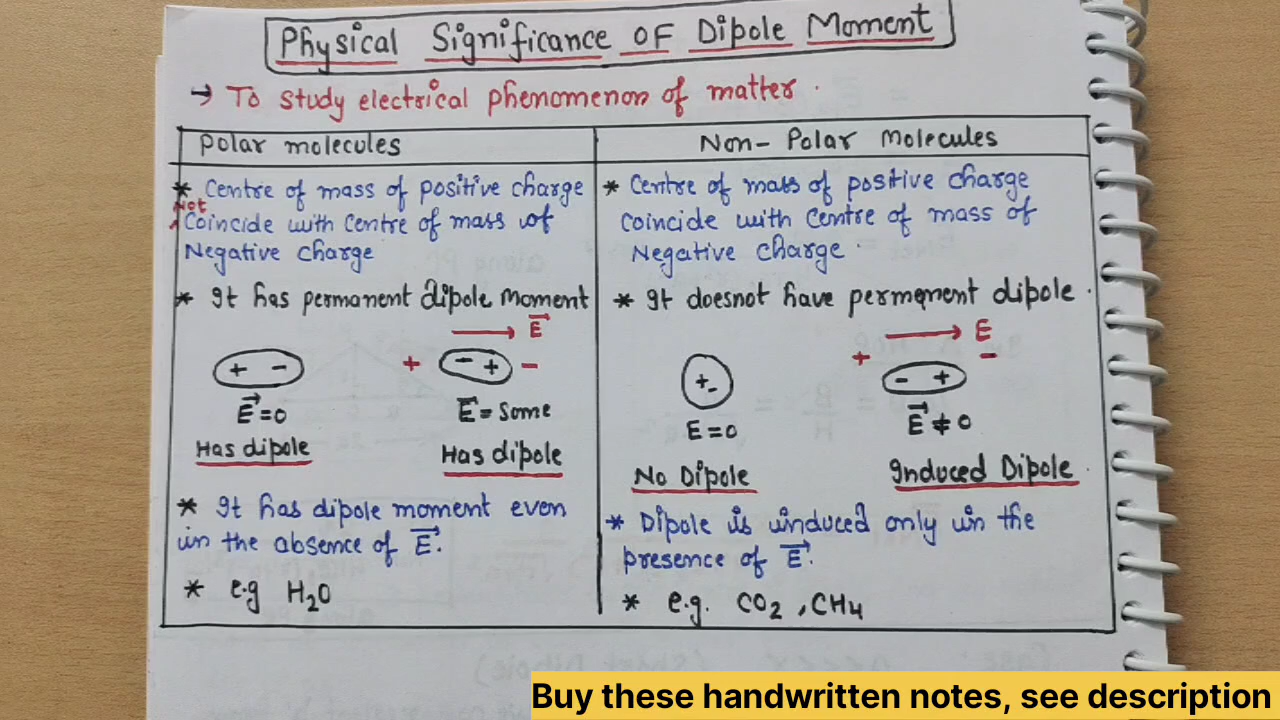 Physical Significance of Dipole Moment
→ To study electrical phenomenon of matter.
Polar molecules
* Centre of mass of positive charge
Not
Coincide with centre of mass of
Negative charge
* It has permanent dipole moment
E
+ - + - + -
E=0 E= Some
Has dipole Has dipole
* It has dipole moment even
in the absence of E.
* e.g H2O
Non-Polar Molecules
* Centre of mass of positive charge
coincide with centre of mass of
Negative charge.
* It doesnot have permenent dipole.
E
+ -
+- - +
E=0 E≠0
No Dipole Induced Dipole.
* Dipole is induced only in the
presence of E.
* e.g. CO2, CH4
Buy these handwritten notes, see description